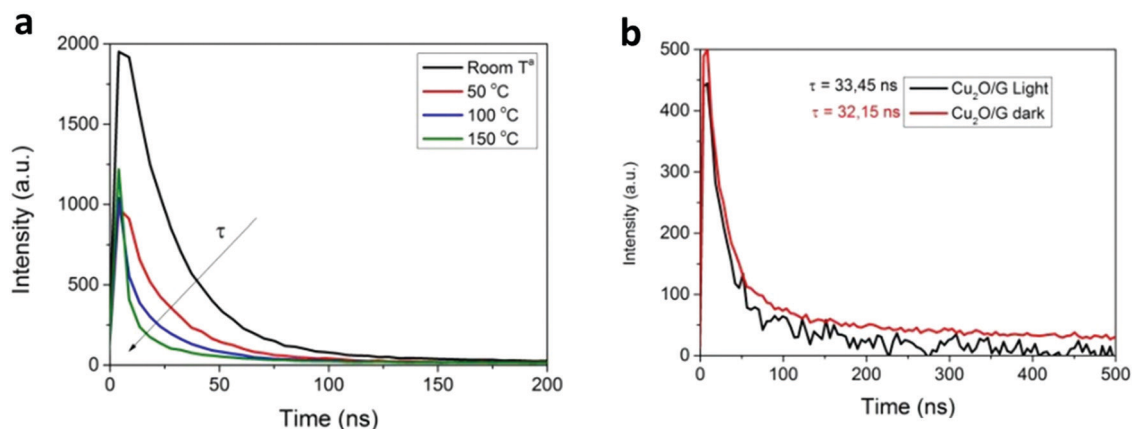 a
2000
1500
1000
500
0
Intensity (a.u.)
0 50 100 150 200
Time (ns)
Room Tª
50 °C
100 °C
150 °C
τ
b
500
400
300
200
100
0
Intensity (a.u.)
0 100 200 300 400 500
Time (ns)
τ = 33,45 ns
τ = 32,15 ns
Cu₂O/G Light
Cu₂O/G dark